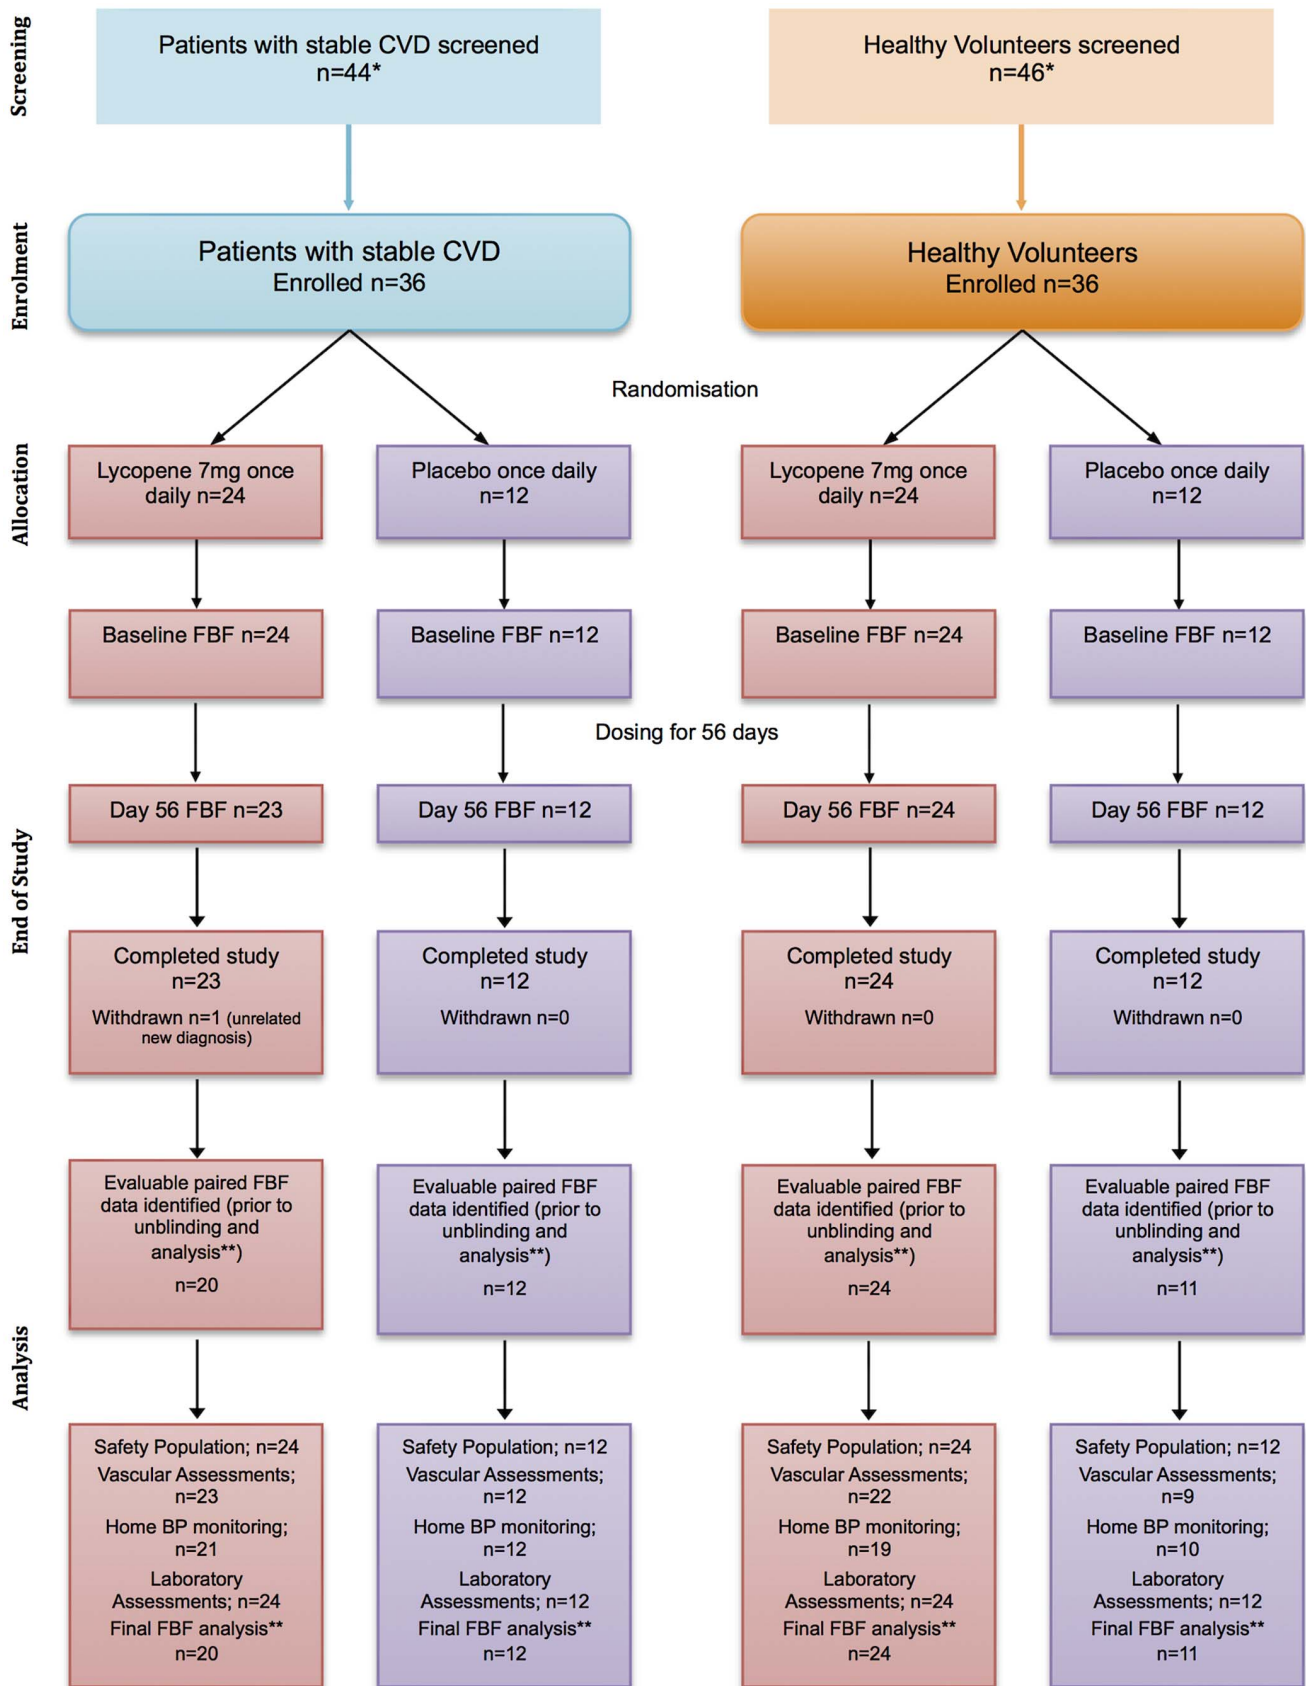 Screening
Patients with stable CVD screened
n=44*
Healthy Volunteers screened
n=46*
Enrolment
Patients with stable CVD
Enrolled n=36
Healthy Volunteers
Enrolled n=36
Randomisation
Allocation
Lycopene 7mg once
daily n=24
Placebo once daily
n=12
Lycopene 7mg once
daily n=24
Placebo once daily
n=12
Baseline FBF n=24
Baseline FBF n=12
Baseline FBF n=24
Baseline FBF n=12
Dosing for 56 days
End of Study
Day 56 FBF n=23
Day 56 FBF n=12
Day 56 FBF n=24
Day 56 FBF n=12
Completed study
n=23
Withdrawn n=1 (unrelated
new diagnosis)
Completed study
n=12
Withdrawn n=0
Completed study
n=24
Withdrawn n=0
Completed study
n=12
Withdrawn n=0
Analysis
Evaluable paired FBF
data identified (prior to
unblinding and
analysis**)
n=20
Evaluable paired FBF
data identified (prior to
unblinding and
analysis**)
n=12
Evaluable paired FBF
data identified (prior to
unblinding and
analysis**)
n=24
Evaluable paired FBF
data identified (prior to
unblinding and
analysis**)
n=11
Safety Population; n=24
Vascular Assessments;
n=23
Home BP monitoring;
n=21
Laboratory
Assessments; n=24
Final FBF analysis**
n=20
Safety Population; n=12
Vascular Assessments;
n=12
Home BP monitoring;
n=12
Laboratory
Assessments; n=12
Final FBF analysis**
n=12
Safety Population; n=24
Vascular Assessments;
n=22
Home BP monitoring;
n=19
Laboratory
Assessments; n=24
Final FBF analysis**
n=24
Safety Population; n=12
Vascular Assessments;
n=9
Home BP monitoring;
n=10
Laboratory
Assessments; n=12
Final FBF analysis**
n=11